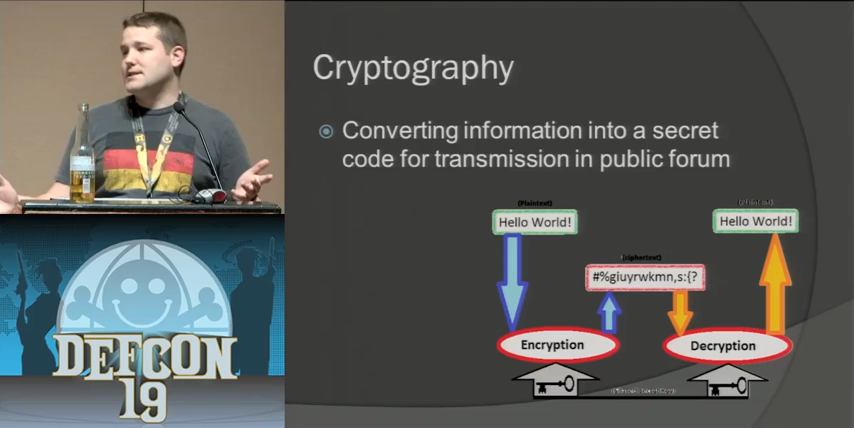 Cryptography
Converting information into a secret
code for transmission in public forum
(Plaintext)
Hello World!
(Plaintext)
Hello World!
(ciphertext)
#%giuyrwkmn,s:{?
Encryption
Decryption
DEFCON
19